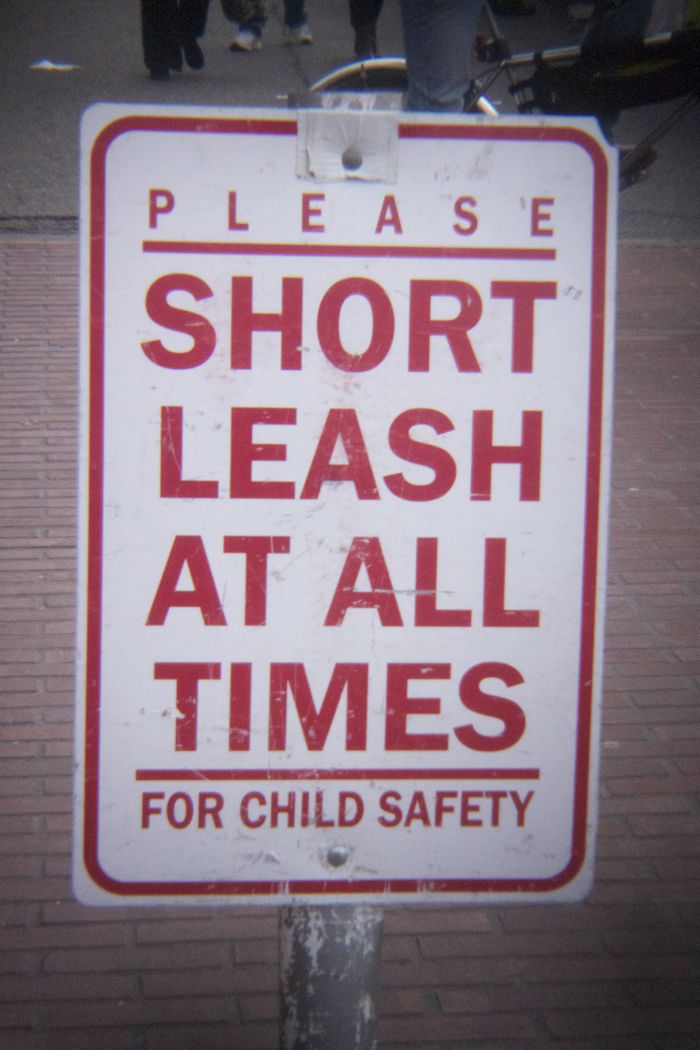 PLEASE
SHORT
LEASH
AT ALL
TIMES
FOR CHILD SAFETY